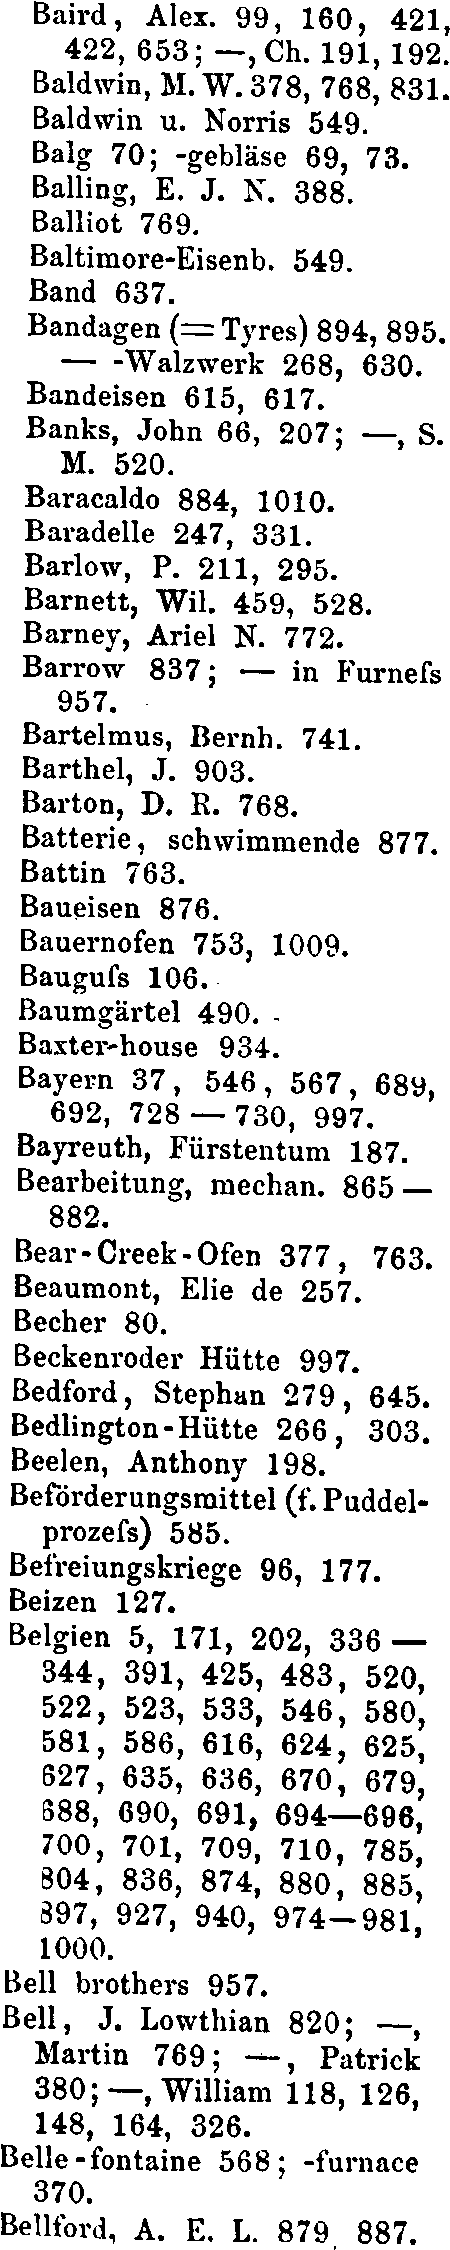 Baird, Alex. 99, 160, 421,
422, 653; —, Ch. 191, 192.
Baldwin, M. W. 378, 768, 831.
Baldwin u. Norris 549.
Balg 70; -gebläse 69, 73.
Balling, E. J. N. 388.
Balliot 769.
Baltimore-Eisenb. 549.
Band 637.
Bandagen (= Tyres) 894, 895.
— -Walzwerk 268, 630.
Bandeisen 615, 617.
Banks, John 66, 207; —, S.
M. 520.
Baracaldo 884, 1010.
Baradelle 247, 331.
Barlow, P. 211, 295.
Barnett, Wil. 459, 528.
Barney, Ariel N. 772.
Barrow 837; — in Furneſs
957.
Bartelmus, Bernh. 741.
Barthel, J. 903.
Barton, D. R. 768.
Batterie, schwimmende 877.
Battin 763.
Baueisen 876.
Bauernofen 753, 1009.
Bauguſs 106.
Baumgärtel 490.
Baxter-house 934.
Bayern 37, 546, 567, 689,
692, 728 — 730, 997.
Bayreuth, Fürstentum 187.
Bearbeitung, mechan. 865 —
882.
Bear-Creek-Ofen 377, 763.
Beaumont, Elie de 257.
Becher 80.
Beckenroder Hütte 997.
Bedford, Stephan 279, 645.
Bedlington-Hütte 266, 303.
Beelen, Anthony 198.
Beförderungsmittel (f. Puddel-
prozeſs) 585.
Befreiungskriege 96, 177.
Beizen 127.
Belgien 5, 171, 202, 336 —
344, 391, 425, 483, 520,
522, 523, 533, 546, 580,
581, 586, 616, 624, 625,
627, 635, 636, 670, 679,
688, 690, 691, 694—696,
700, 701, 709, 710, 785,
804, 836, 874, 880, 885,
897, 927, 940, 974—981,
1000.
Bell brothers 957.
Bell, J. Lowthian 820; —,
Martin 769; —, Patrick
380; —, William 118, 126,
148, 164, 326.
Belle-fontaine 568; -furnace
370.
Bellford, A. E. L. 879, 887.